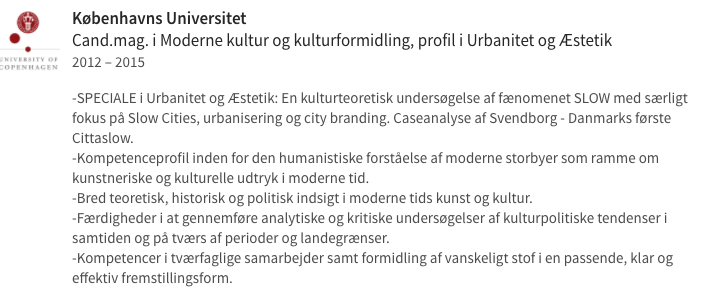 Københavns Universitet
Cand.mag. i Moderne kultur og kulturformidling, profil i Urbanitet og Æstetik
2012 – 2015
UNIVERSITY OF
COPENHAGEN
-SPECIALE i Urbanitet og Æstetik: En kulturteoretisk undersøgelse af fænomenet SLOW med særligt
fokus på Slow Cities, urbanisering og city branding. Caseanalyse af Svendborg - Danmarks første
Cittaslow.
-Kompetenceprofil inden for den humanistiske forståelse af moderne storbyer som ramme om
kunstneriske og kulturelle udtryk i moderne tid.
-Bred teoretisk, historisk og politisk indsigt i moderne tids kunst og kultur.
-Færdigheder i at gennemføre analytiske og kritiske undersøgelser af kulturpolitiske tendenser i
samtiden og på tværs af perioder og landegrænser.
-Kompetencer i tværfaglige samarbejder samt formidling af vanskeligt stof i en passende, klar og
effektiv fremstillingsform.